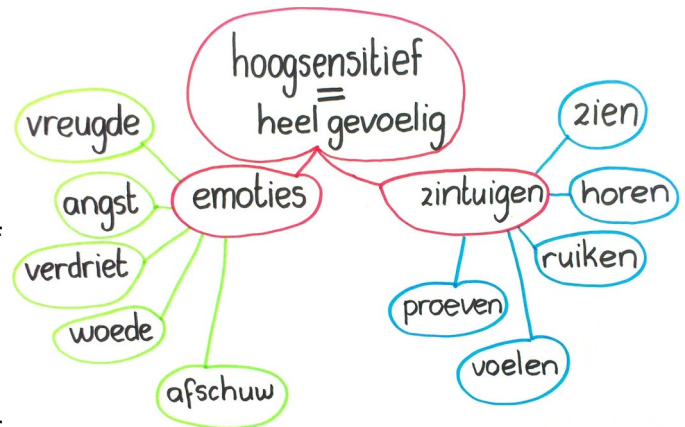 hoogsensitief
=
heel gevoelig
emoties
vreugde
angst
verdriet
woede
afschuw
zintuigen
zien
horen
ruiken
proeven
voelen